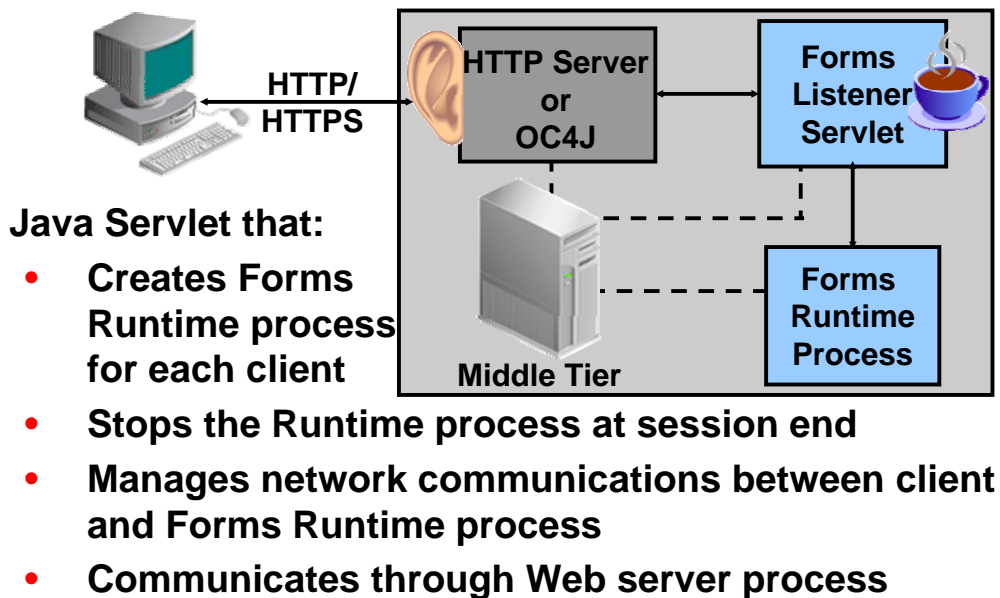 HTTP/
HTTPS
HTTP Server
or
OC4J
Forms
Listener
Servlet
Forms
Runtime
Process
Middle Tier
Java Servlet that:
• Creates Forms
Runtime process
for each client
• Stops the Runtime process at session end
• Manages network communications between client
and Forms Runtime process
• Communicates through Web server process